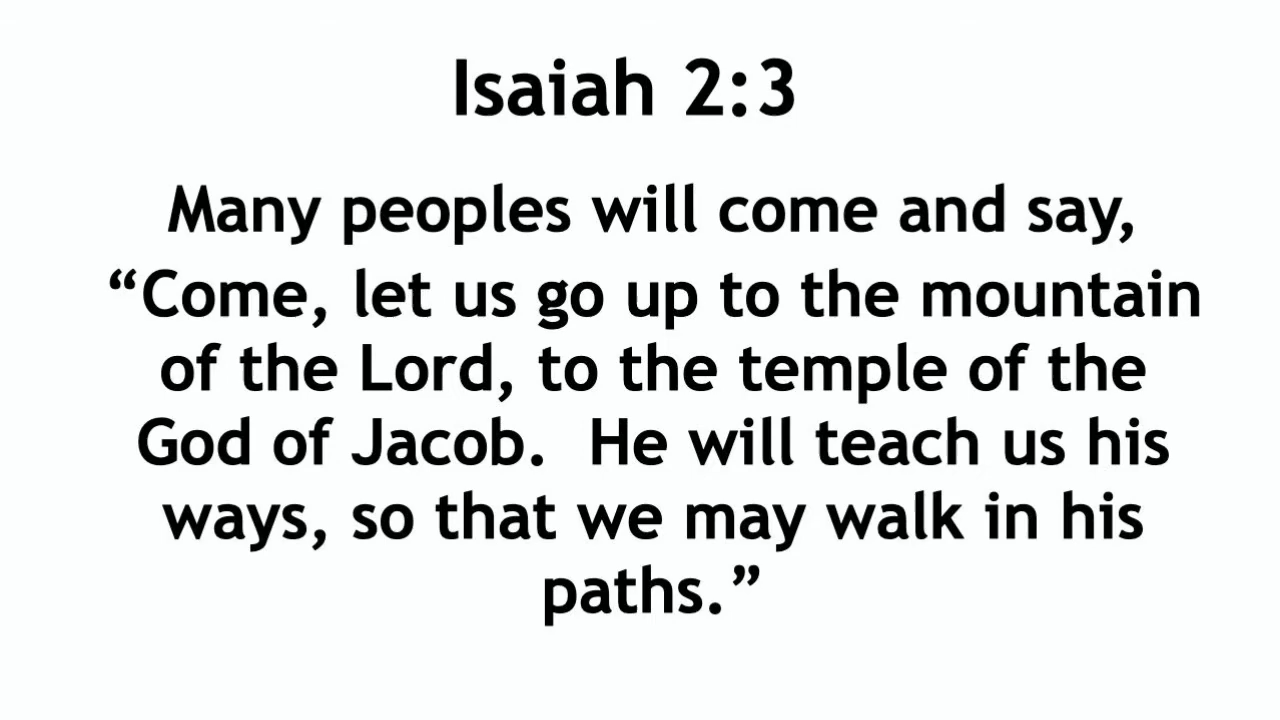 Isaiah 2:3
Many peoples will come and say,
“Come, let us go up to the mountain
of the Lord, to the temple of the
God of Jacob.  He will teach us his
ways, so that we may walk in his
paths.”